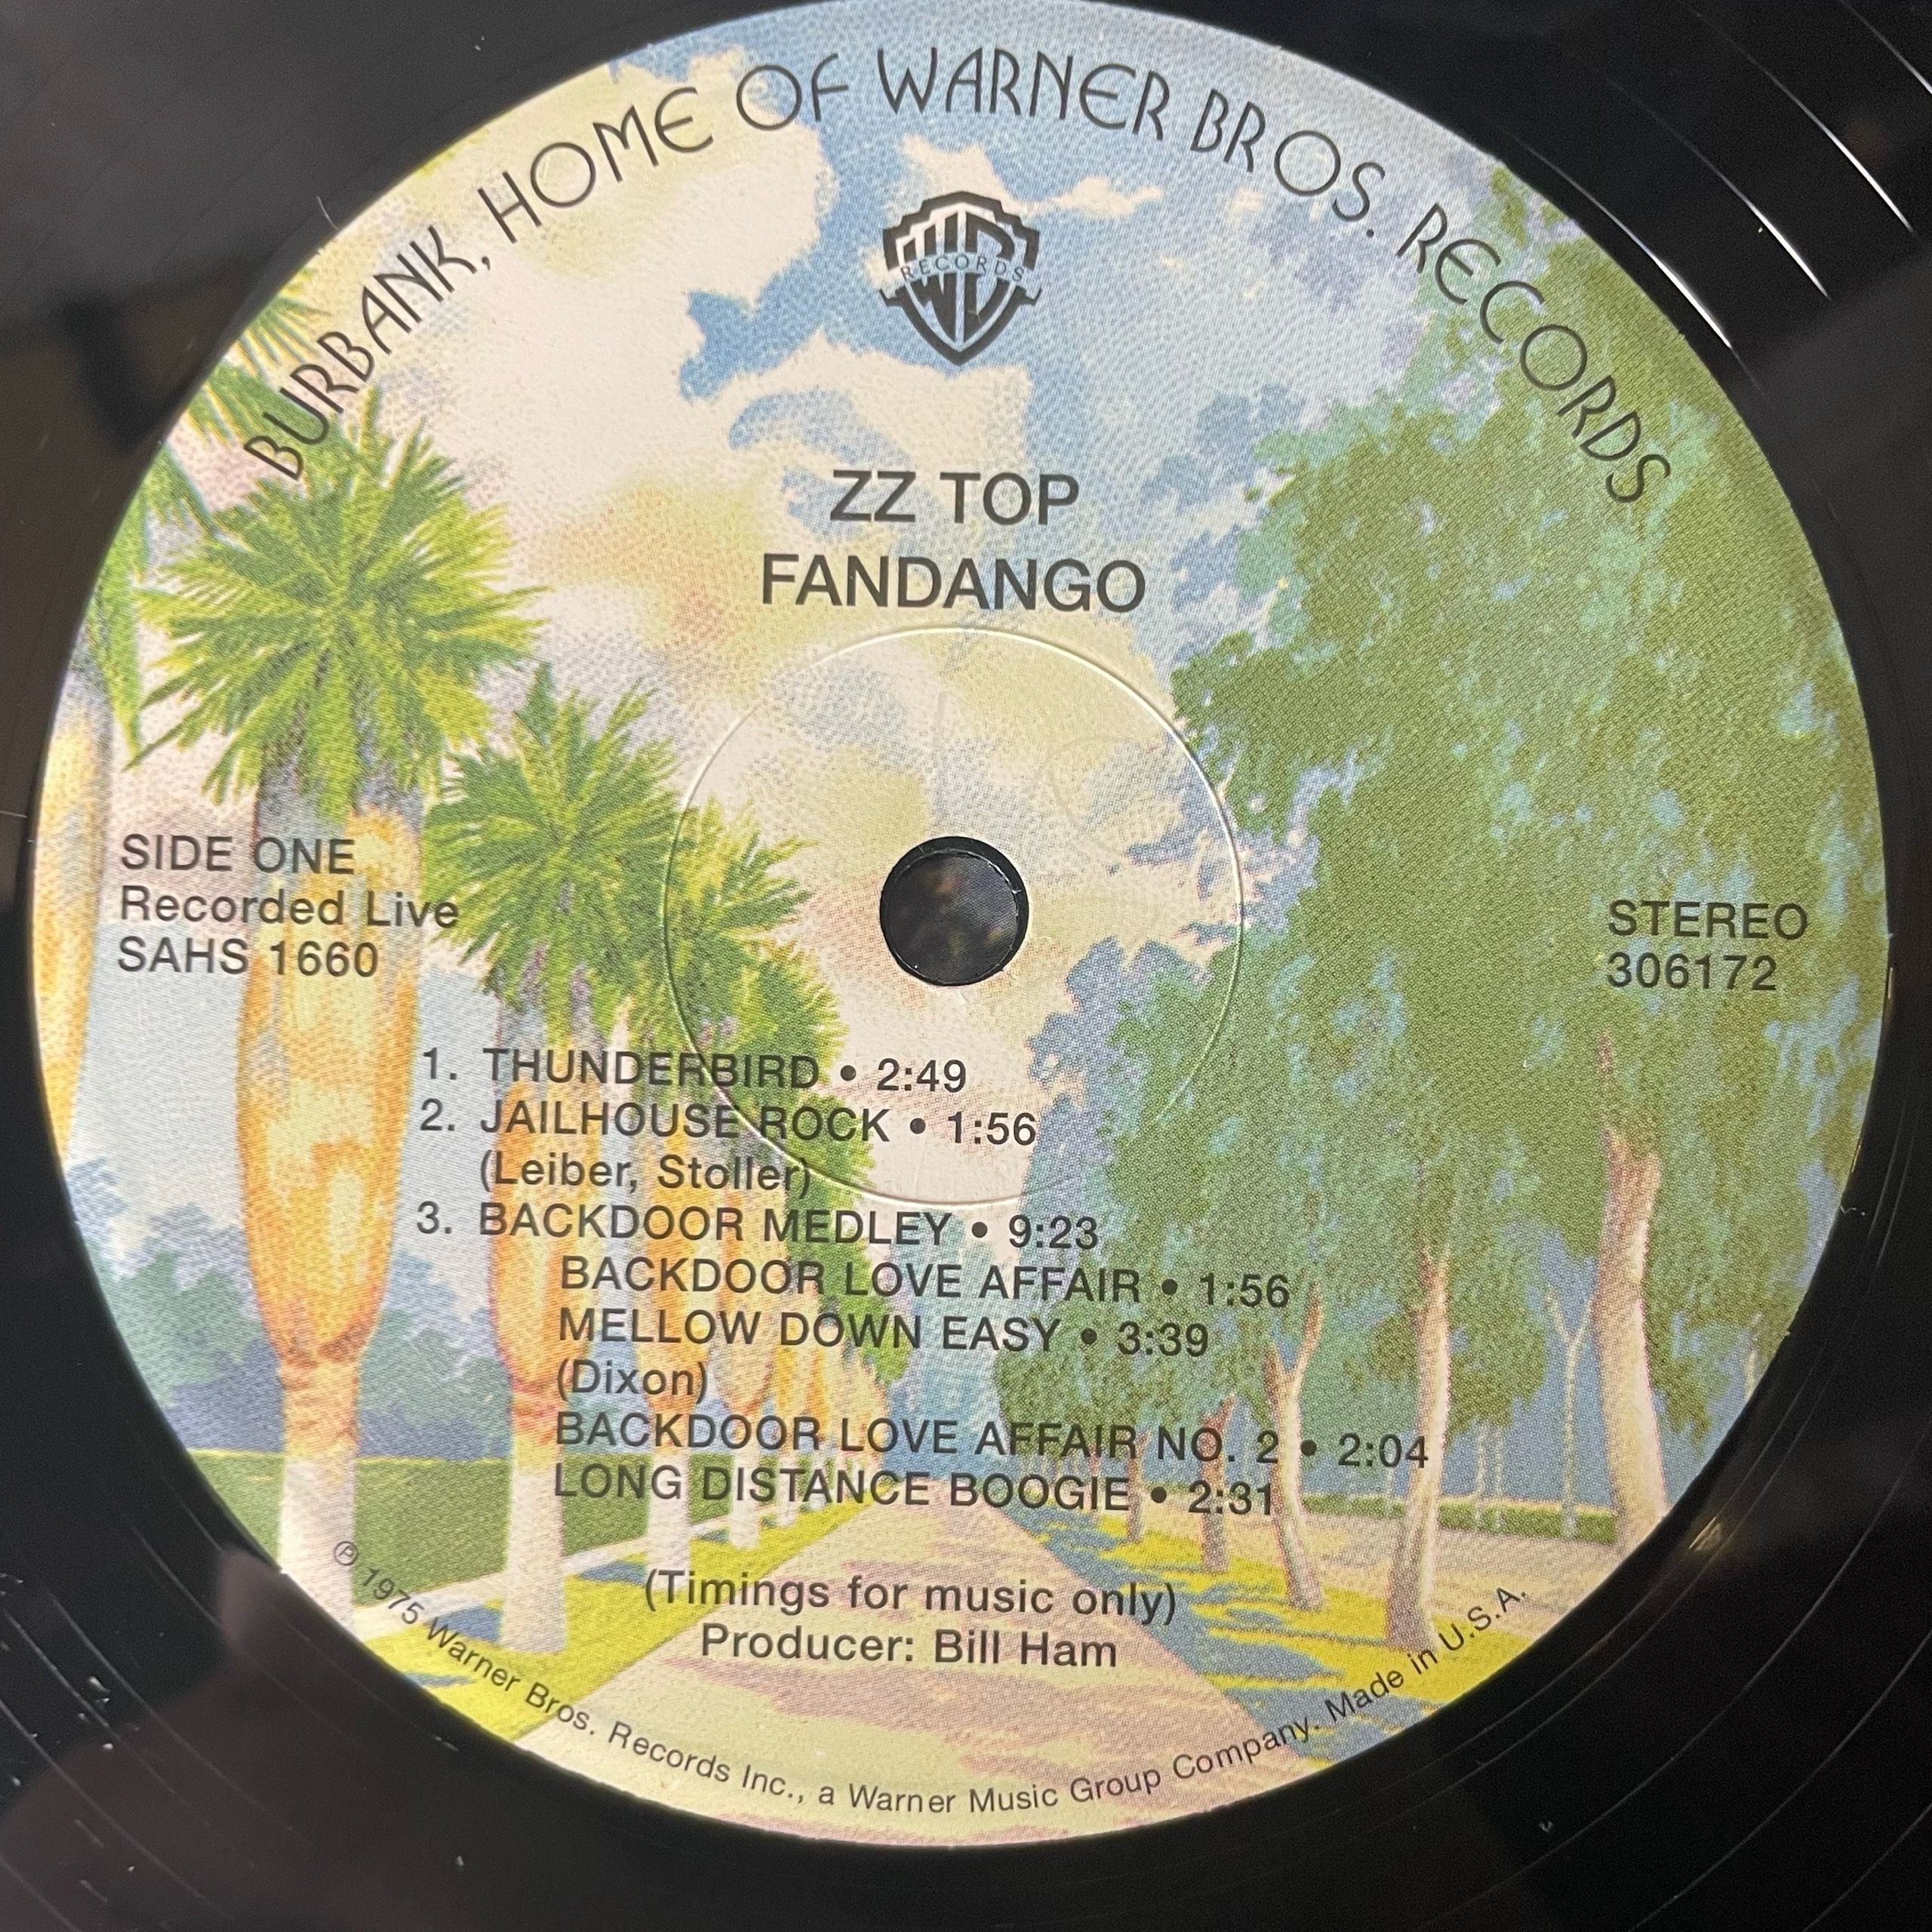 BURBANK, HOME OF WARNER BROS. RECORDS
RECORDS
ZZ TOP
FANDANGO
SIDE ONE
Recorded Live
SAHS 1660
STEREO
306172
1. THUNDERBIRD • 2:49
2. JAILHOUSE ROCK • 1:56
(Leiber, Stoller)
3. BACKDOOR MEDLEY • 9:23
BACKDOOR LOVE AFFAIR • 1:56
MELLOW DOWN EASY • 3:39
(Dixon)
BACKDOOR LOVE AFFAIR NO. 2 • 2:04
LONG DISTANCE BOOGIE • 2:31
(Timings for music only)
Producer: Bill Ham
℗ 1975 Warner Bros. Records Inc., a Warner Music Group Company. Made in U.S.A.